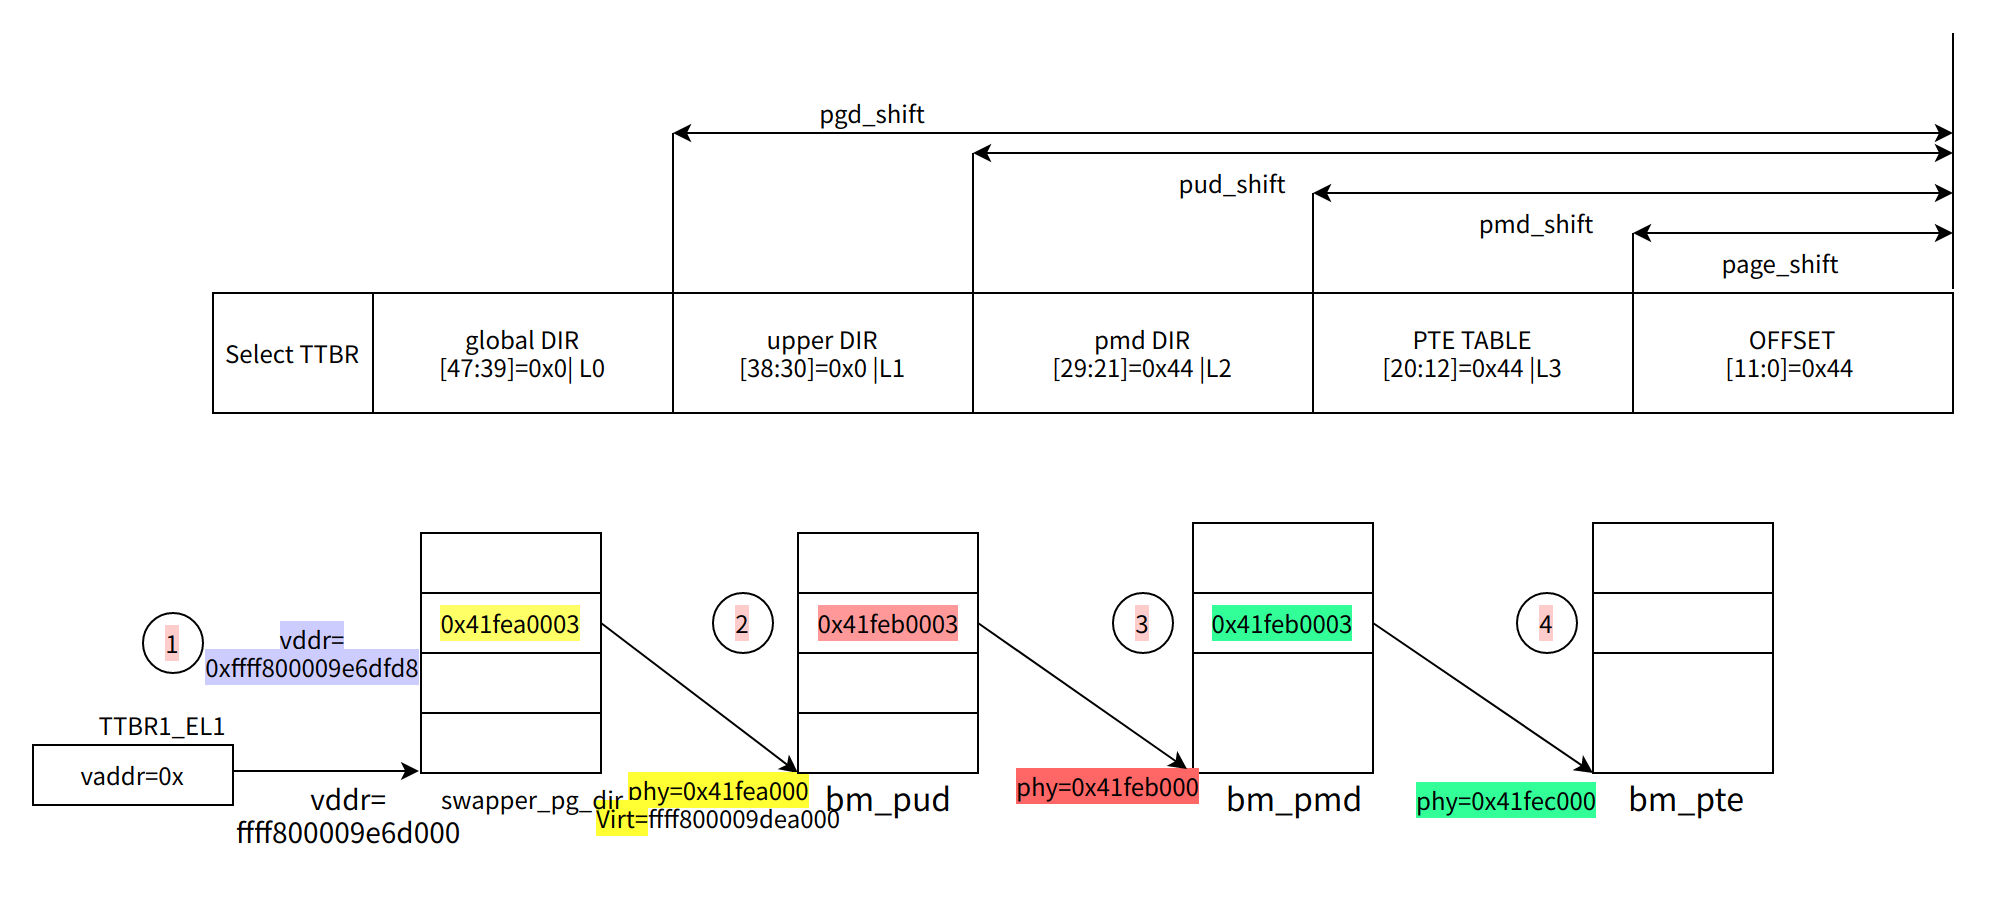 pgd_shift
pud_shift
pmd_shift
page_shift
Select TTBR
global DIR
[47:39]=0x0| L0
upper DIR
[38:30]=0x0 |L1
pmd DIR
[29:21]=0x44 |L2
PTE TABLE
[20:12]=0x44 |L3
OFFSET
[11:0]=0x44
1
vddr=
0xffff800009e6dfd8
0x41fea0003
2
0x41feb0003
3
0x41feb0003
4
TTBR1_EL1
vaddr=0x
vddr=
ffff800009e6d000
swapper_pg_dir
phy=0x41fea000
Virt=ffff800009dea000
bm_pud
phy=0x41feb000
bm_pmd
phy=0x41fec000
bm_pte